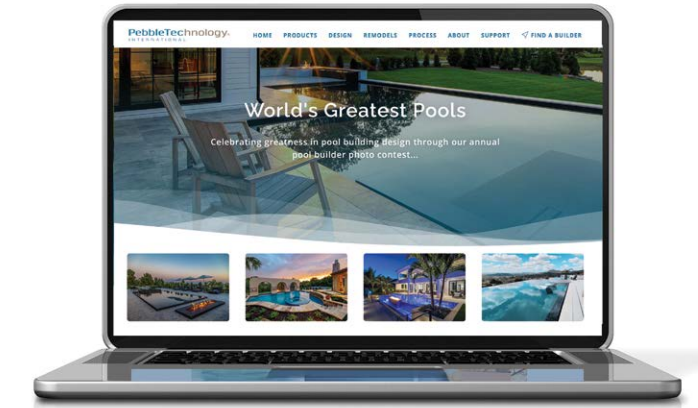 PebbleTechnology
INTERNATIONAL
HOME PRODUCTS DESIGN REMODELS PROCESS ABOUT SUPPORT FIND A BUILDER
World's Greatest Pools
Celebrating greatness in pool building design through our annual
pool builder photo contest...